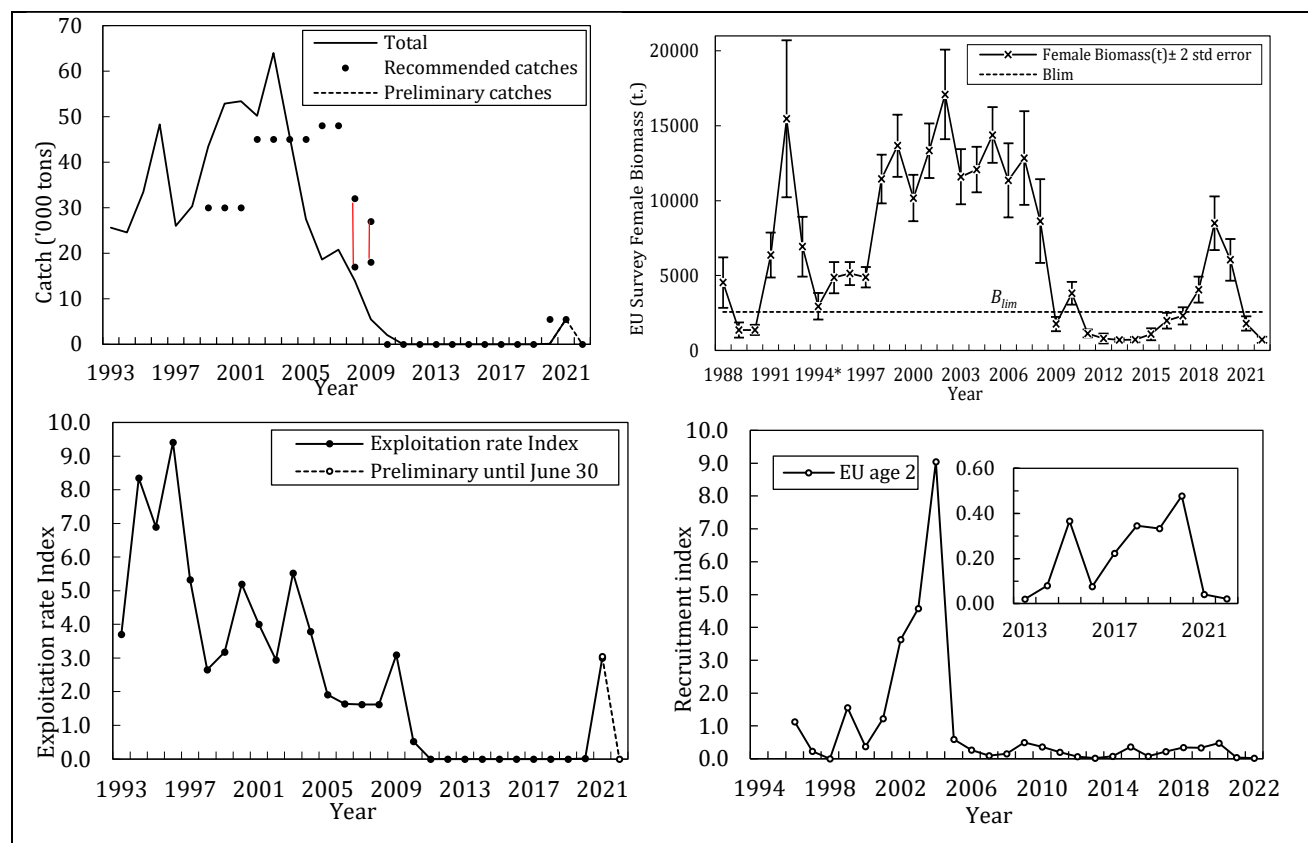 70
60
50
40
30
20
10
0
Catch ('000 tons)
Total
Recommended catches
Preliminary catches
1993 1997 2001 2005 2009 2013 2017 2021
Year
20000
15000
10000
5000
0
EU Survey Female Biomass (t.)
Female Biomass(t)± 2 std error
Blim
Blim
1988 1991 1994* 1997 2000 2003 2006 2009 2012 2015 2018 2021
Year
10.0
9.0
8.0
7.0
6.0
5.0
4.0
3.0
2.0
1.0
0.0
Exploitation rate Index
Exploitation rate Index
Preliminary until June 30
1993 1997 2001 2005 2009 2013 2017 2021
Year
10.0
9.0
8.0
7.0
6.0
5.0
4.0
3.0
2.0
1.0
0.0
Recruitment index
EU age 2
0.60
0.40
0.20
0.00
2013 2017 2021
1994 1998 2002 2006 2010 2014 2018 2022
Year